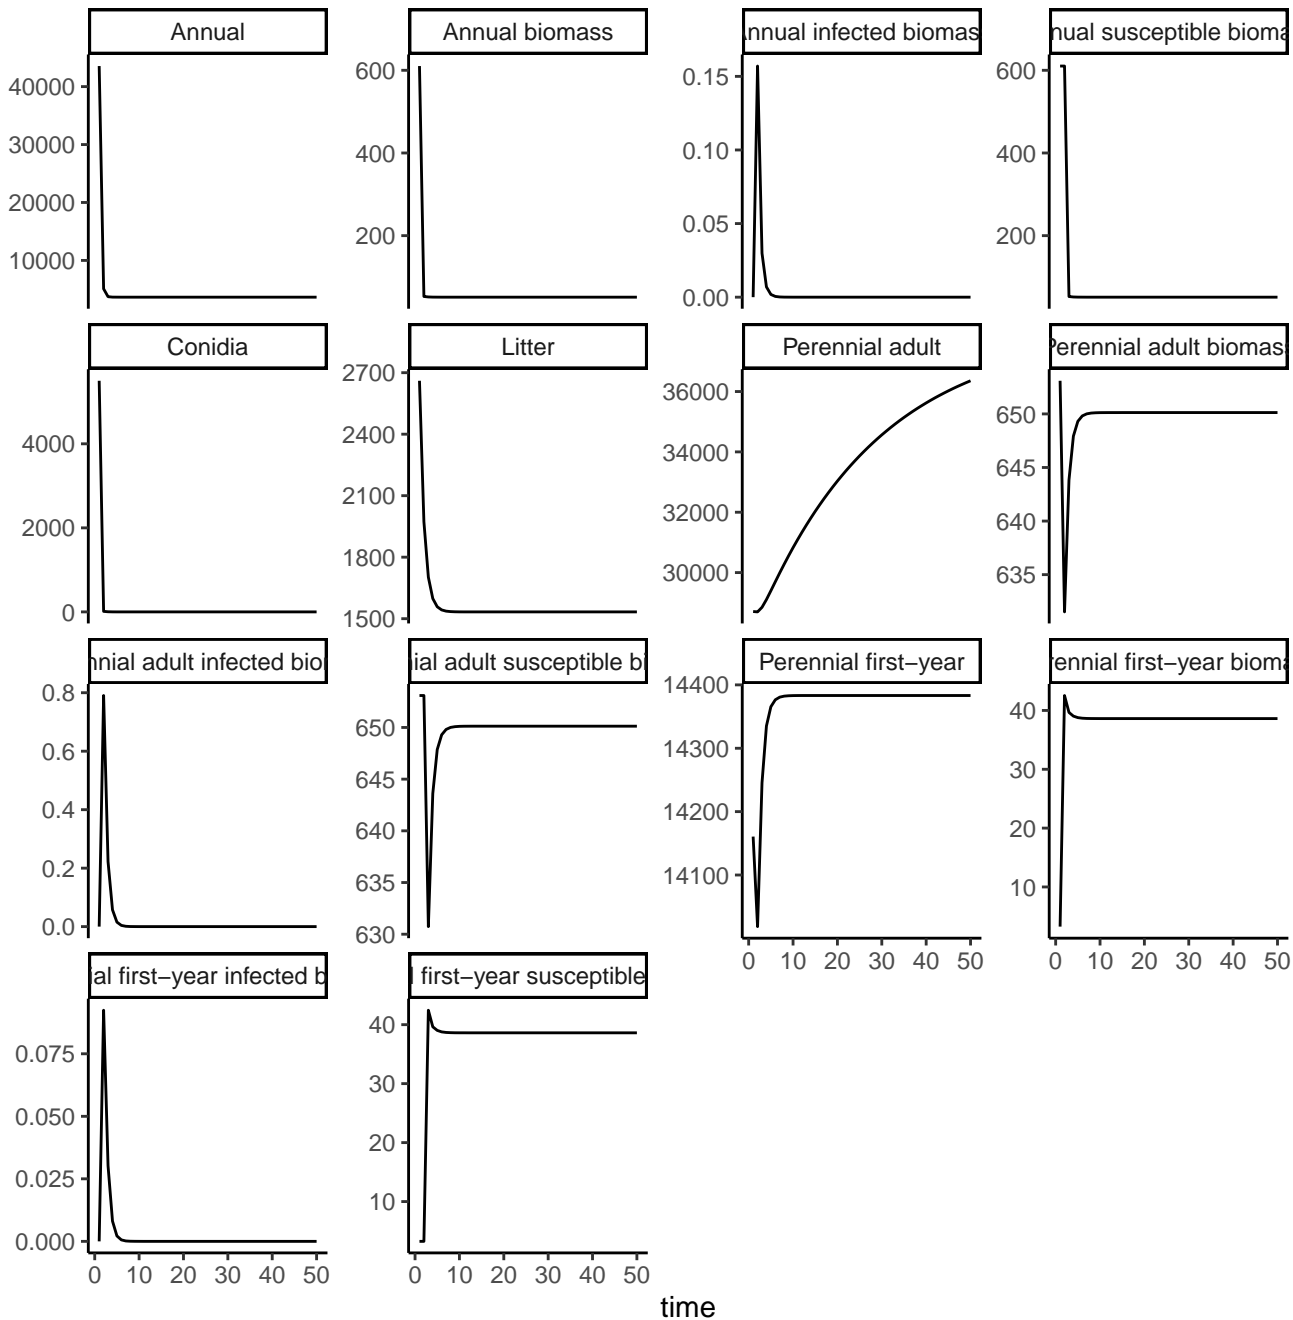 Annual
40000
30000
20000
10000
Annual biomass
600
400
200
Annual infected biomas
0.15
0.10
0.05
0.00
nual susceptible bioma
600
400
200
Conidia
4000
2000
0
Litter
2700
2400
2100
1800
1500
Perennial adult
36000
34000
32000
30000
Perennial adult biomas
650
645
640
635
nnial adult infected bio
0.8
0.6
0.4
0.2
0.0
ial adult susceptible bi
650
645
640
635
630
Perennial first−year
14400
14300
14200
14100
0 10 20 30 40 50
rennial first−year bioma
40
30
20
10
0 10 20 30 40 50
ial first−year infected b
0.075
0.050
0.025
0.000
0 10 20 30 40 50
l first−year susceptible
40
30
20
10
0 10 20 30 40 50
time